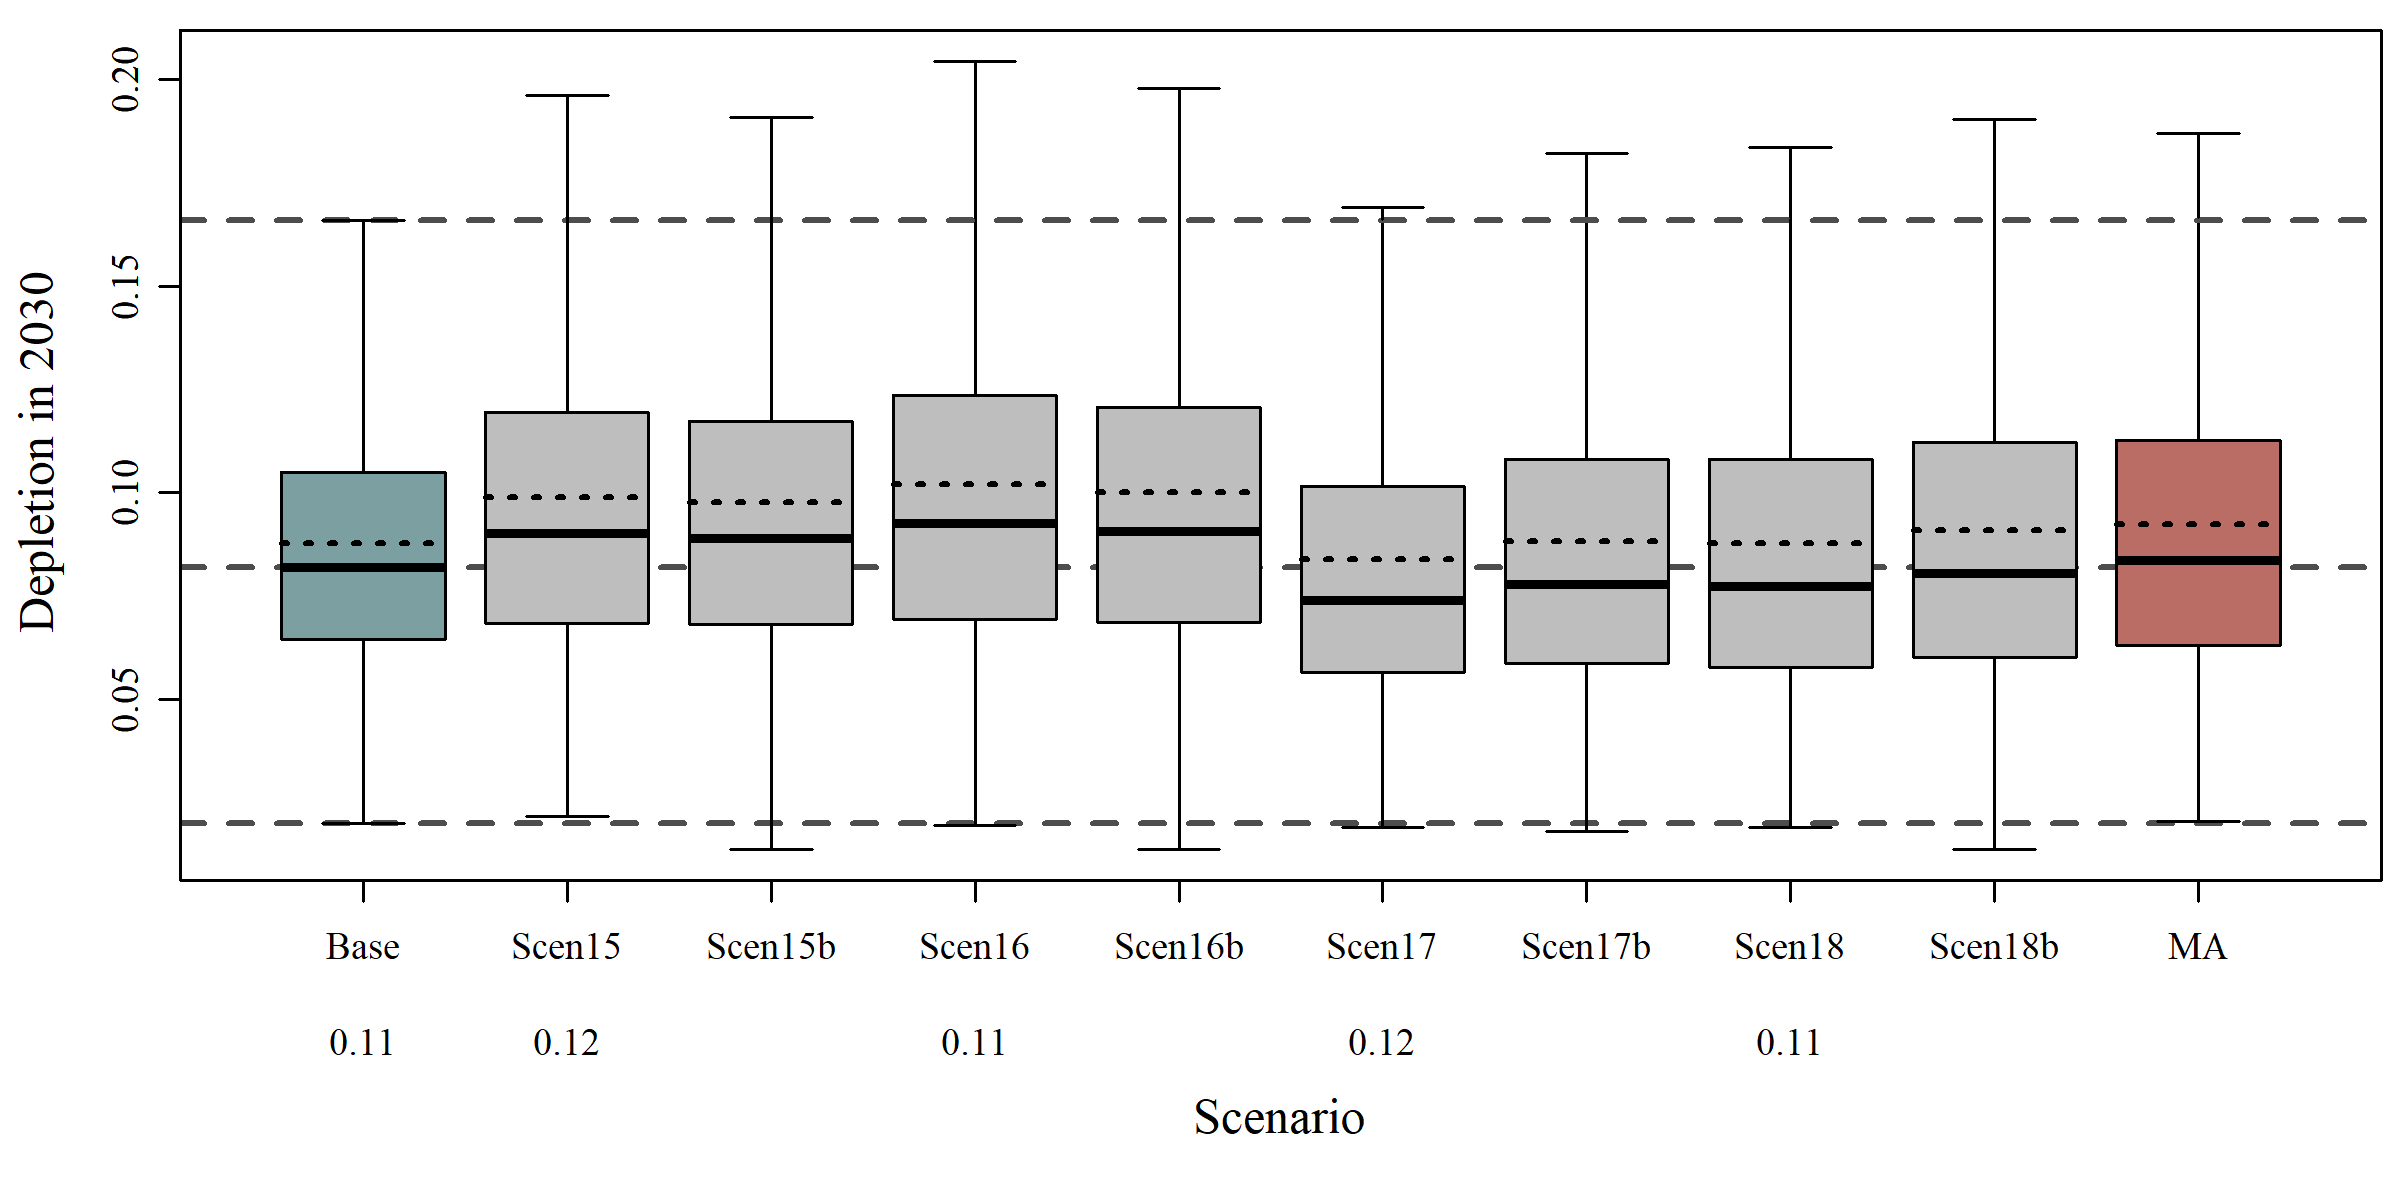 Depletion in 2030
0.20
0.15
0.10
0.05
Base Scen15 Scen15b Scen16 Scen16b Scen17 Scen17b Scen18 Scen18b MA
0.11 0.12 0.11 0.12 0.11
Scenario